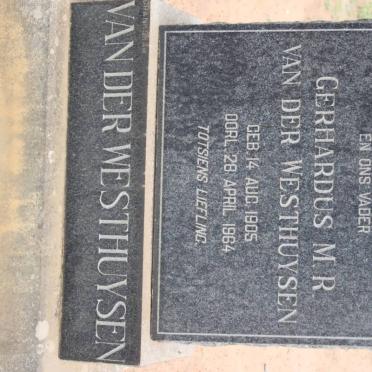 EN ONS VADER
GERHARDUS M.R.
VAN DER WESTHUYSEN
GEB. 14 AUG. 1905
OORL. 28 APRIL 1964
TOTSIENS LIEFLING.
VAN DER WESTHUYSEN